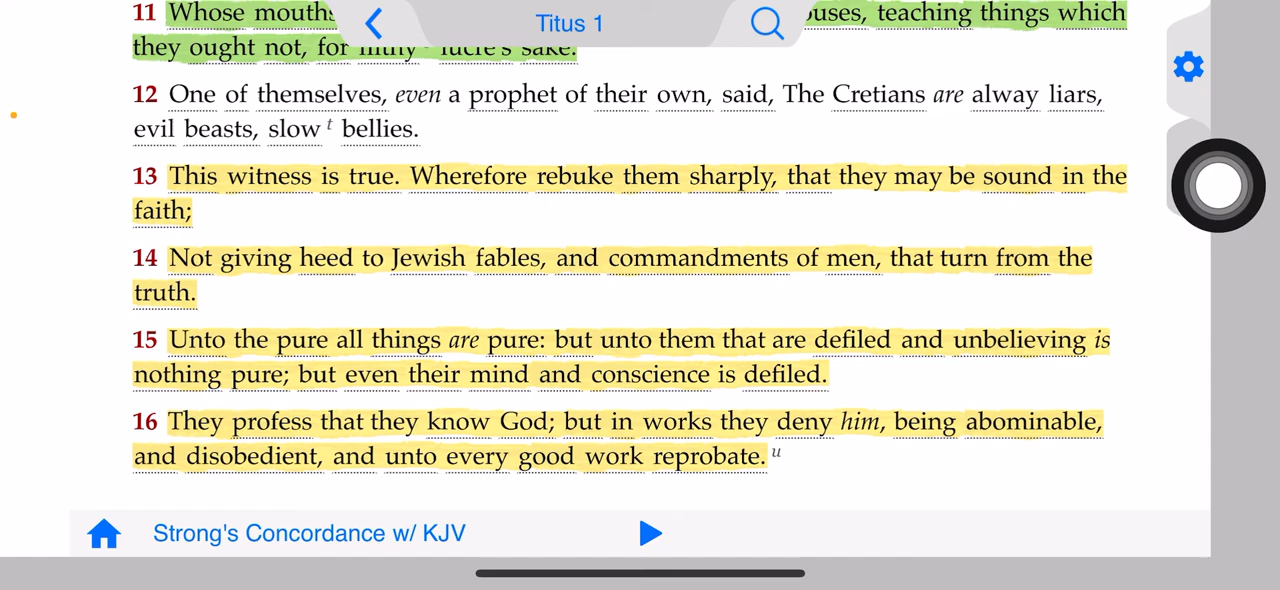 11 Whose mouths
Titus 1
teaching things which
they ought not, for filthy lucre's sake.
12 One of themselves, even a prophet of their own, said, The Cretians are alway liars,
evil beasts, slow t bellies.
13 This witness is true. Wherefore rebuke them sharply, that they may be sound in the
faith;
14 Not giving heed to Jewish fables, and commandments of men, that turn from the
truth.
15 Unto the pure all things are pure: but unto them that are defiled and unbelieving is
nothing pure; but even their mind and conscience is defiled.
16 They profess that they know God; but in works they deny him, being abominable,
and disobedient, and unto every good work reprobate. u
Strong's Concordance w/ KJV